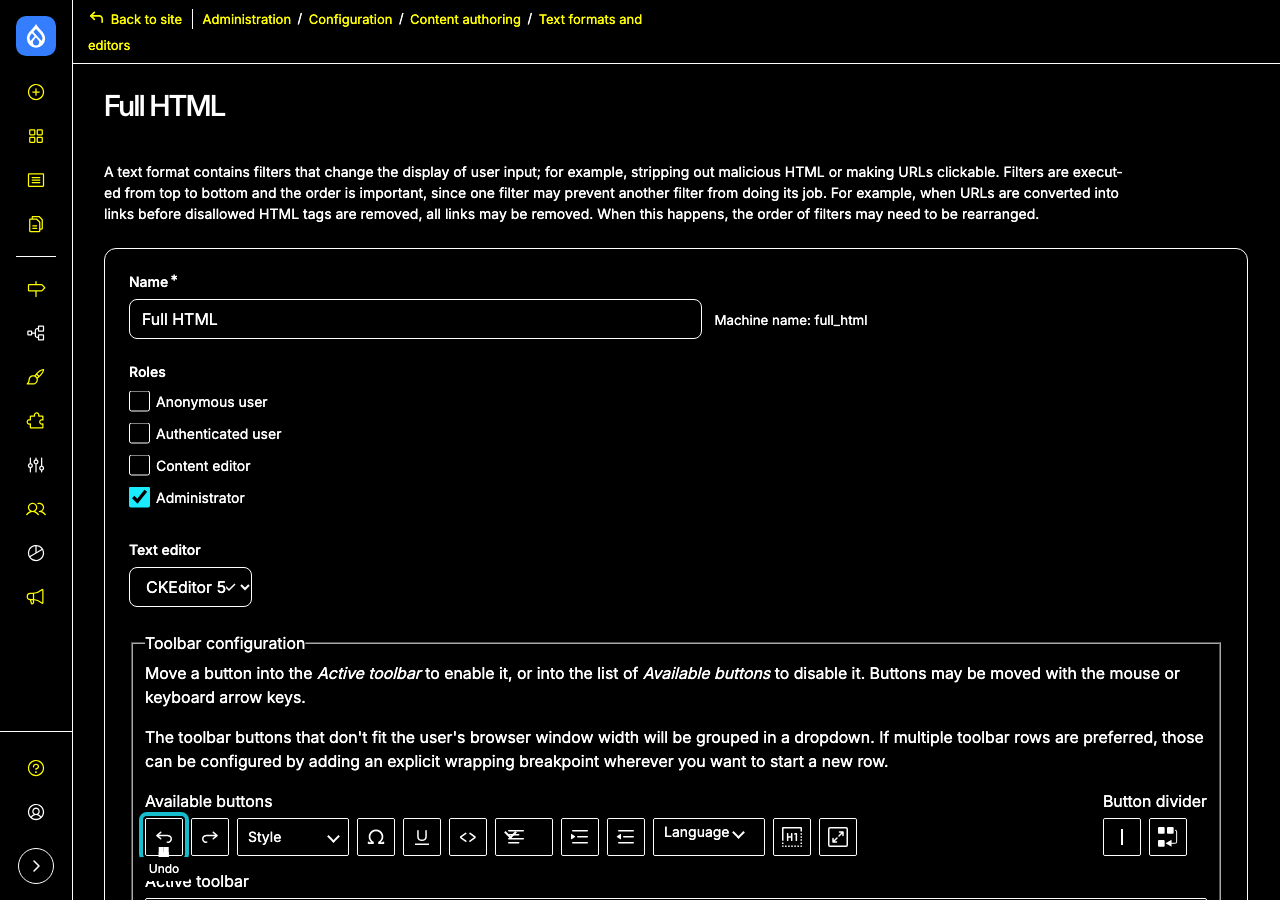 Back to site Administration / Configuration / Content authoring / Text formats and
editors
Full HTML
A text format contains filters that change the display of user input; for example, stripping out malicious HTML or making URLs clickable. Filters are execut-
ed from top to bottom and the order is important, since one filter may prevent another filter from doing its job. For example, when URLs are converted into
links before disallowed HTML tags are removed, all links may be removed. When this happens, the order of filters may need to be rearranged.
Name*
Full HTML
Machine name: full_html
Roles
Anonymous user
Authenticated user
Content editor
Administrator
Text editor
CKEditor 5
Toolbar configuration
Move a button into the Active toolbar to enable it, or into the list of Available buttons to disable it. Buttons may be moved with the mouse or
keyboard arrow keys.
The toolbar buttons that don't fit the user's browser window width will be grouped in a dropdown. If multiple toolbar rows are preferred, those
can be configured by adding an explicit wrapping breakpoint wherever you want to start a new row.
Available buttons
Button divider
Style Ω U <> Language H1
Undo
Active toolbar